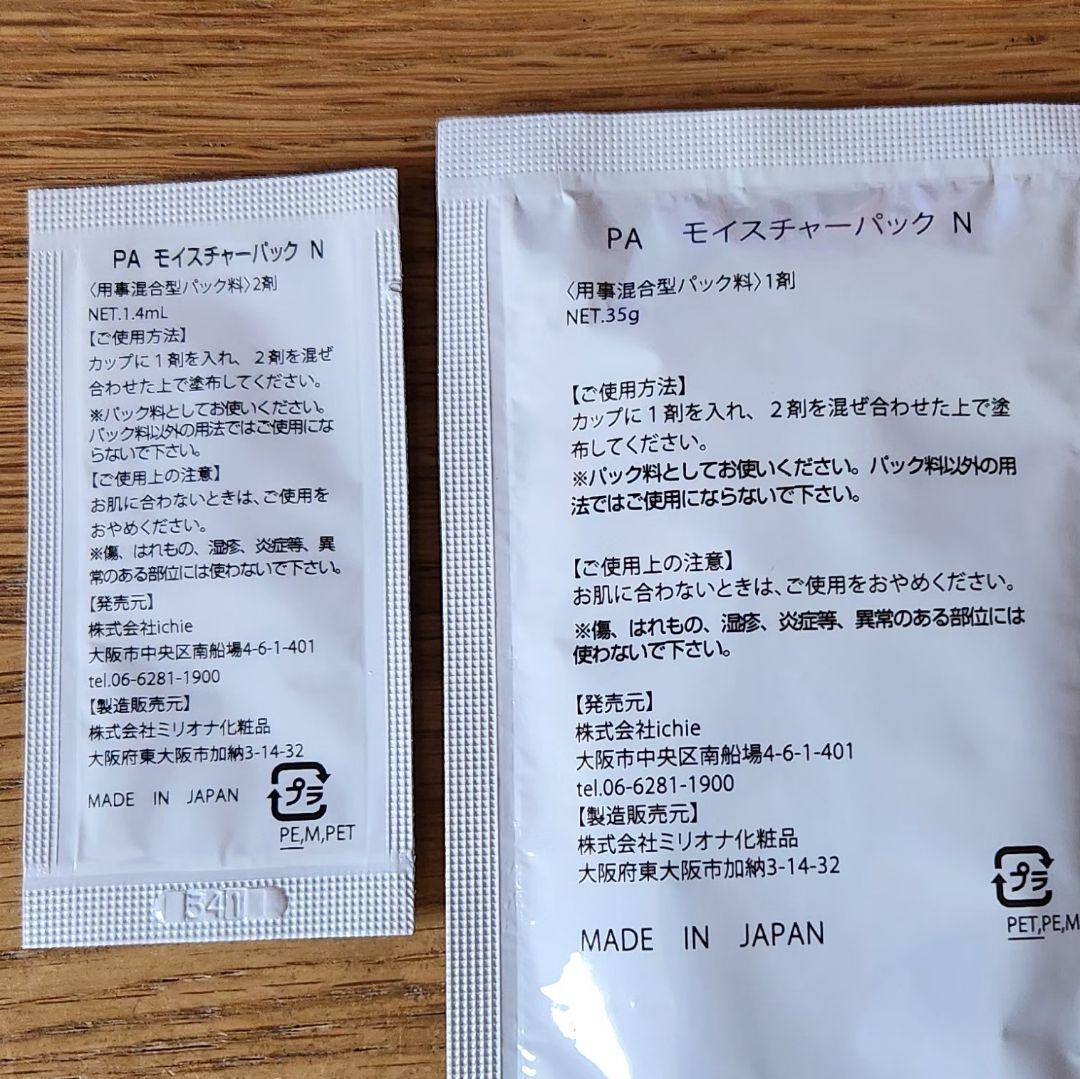 PA モイスチャーパック N
〈用事混合型パック料〉2剤
NET.1.4mL
【ご使用方法】
カップに1剤を入れ、2剤を混ぜ
合わせた上で塗布してください。
※パック料としてお使いください。
パック料以外の用法ではご使用にな
らないで下さい。
【ご使用上の注意】
お肌に合わないときは、ご使用を
おやめください。
※傷、はれもの、湿疹、炎症等、異
常のある部位には使わないで下さい。
【発売元】
株式会社ichie
大阪市中央区南船場4-6-1-401
tel.06-6281-1900
【製造販売元】
株式会社ミリオナ化粧品
大阪府東大阪市加納3-14-32
MADE IN JAPAN
プラ
PE,M,PET
541
PA モイスチャーパック N
〈用事混合型パック料〉1剤
NET.35g
【ご使用方法】
カップに1剤を入れ、2剤を混ぜ合わせた上で塗
布してください。
※パック料としてお使いください。パック料以外の用
法ではご使用にならないで下さい。
【ご使用上の注意】
お肌に合わないときは、ご使用をおやめください。
※傷、はれもの、湿疹、炎症等、異常のある部位には
使わないで下さい。
【発売元】
株式会社ichie
大阪市中央区南船場4-6-1-401
tel.06-6281-1900
【製造販売元】
株式会社ミリオナ化粧品
大阪府東大阪市加納3-14-32
プラ
PET,PE,M
MADE IN JAPAN